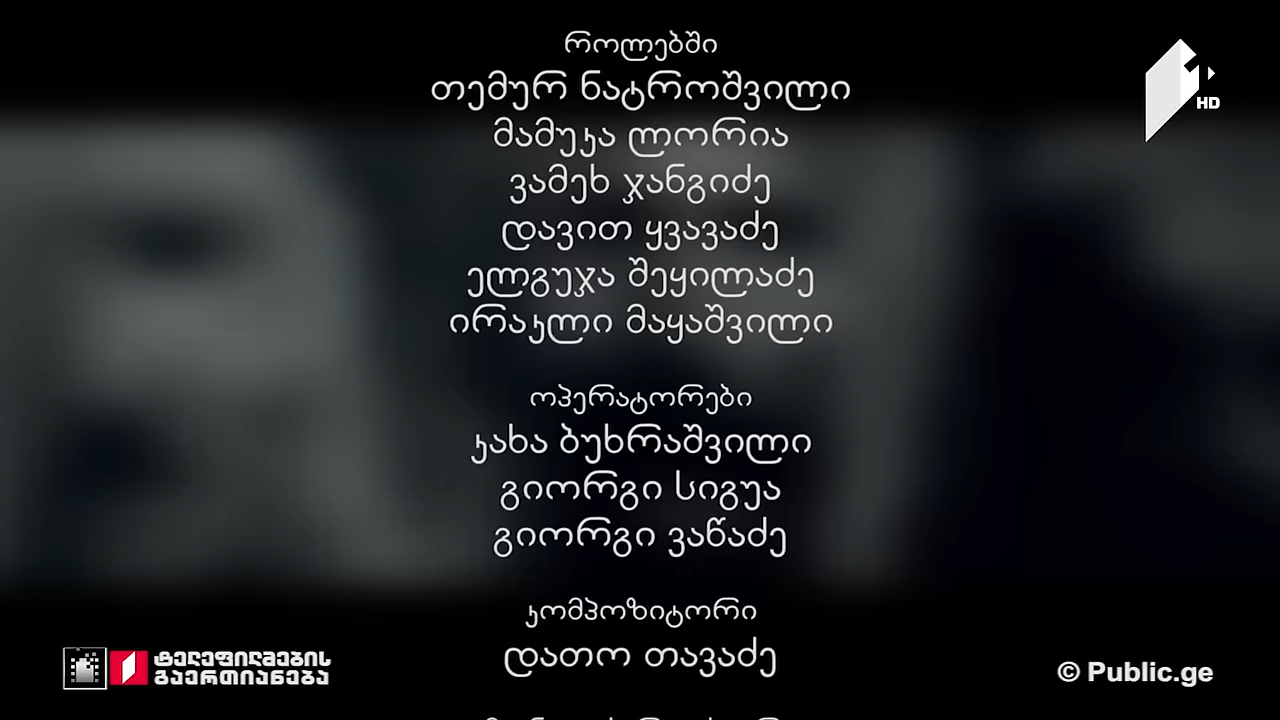 როლებში
თემურ ნატროშვილი
მამუკა ლორია
ვამეხ ჯანგიძე
დავით ყვავაძე
ელგუჯა შეყილაძე
ირაკლი მაყაშვილი
ოპერატორები
კახა ბუხრაშვილი
გიორგი სიგუა
გიორგი ვაწაძე
კომპოზიტორი
დათო თავაძე
1
HD
ტელეფილმების
გაერთიანება
© Public.ge